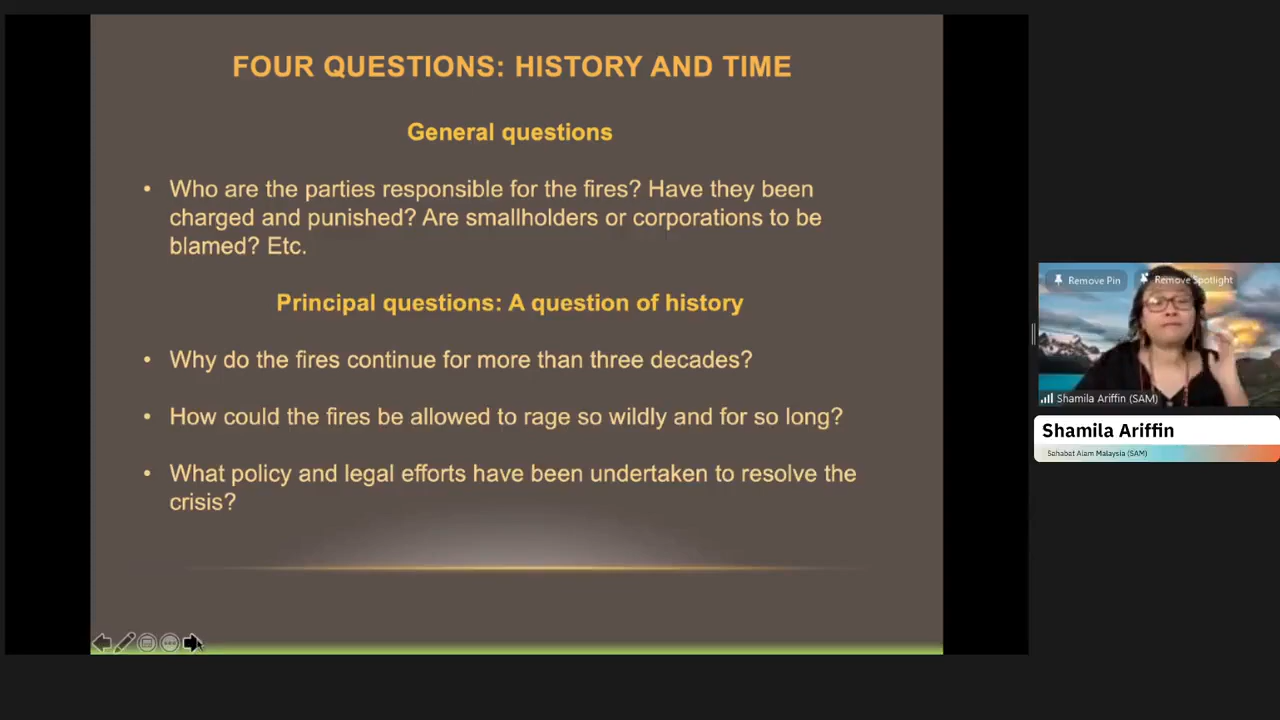 FOUR QUESTIONS: HISTORY AND TIME
General questions
• Who are the parties responsible for the fires? Have they been
charged and punished? Are smallholders or corporations to be
blamed? Etc.
Principal questions: A question of history
• Why do the fires continue for more than three decades?
• How could the fires be allowed to rage so wildly and for so long?
• What policy and legal efforts have been undertaken to resolve the
crisis?
Remove Pin
Remove Spotlight
Shamila Ariffin (SAM)
Shamila Ariffin
Sahabat Alam Malaysia (SAM)